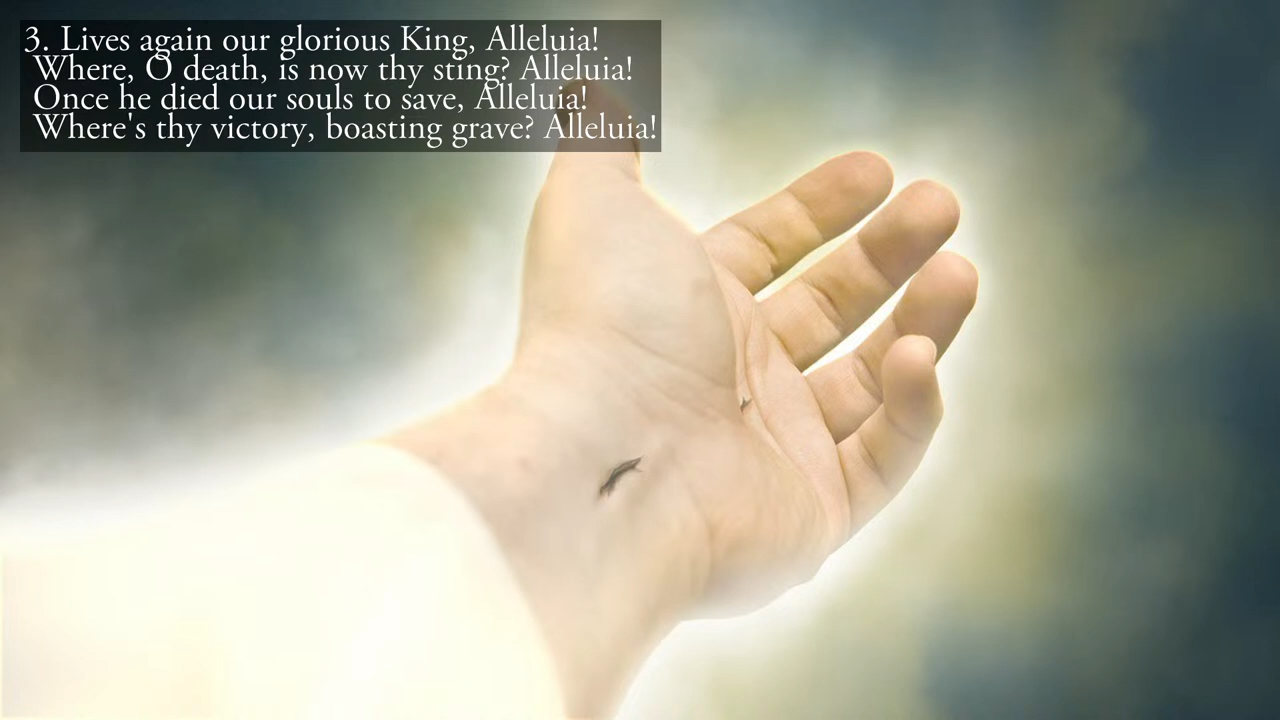 3. Lives again our glorious King, Alleluia!
Where, O death, is now thy sting? Alleluia!
Once he died our souls to save, Alleluia!
Where's thy victory, boasting grave? Alleluia!